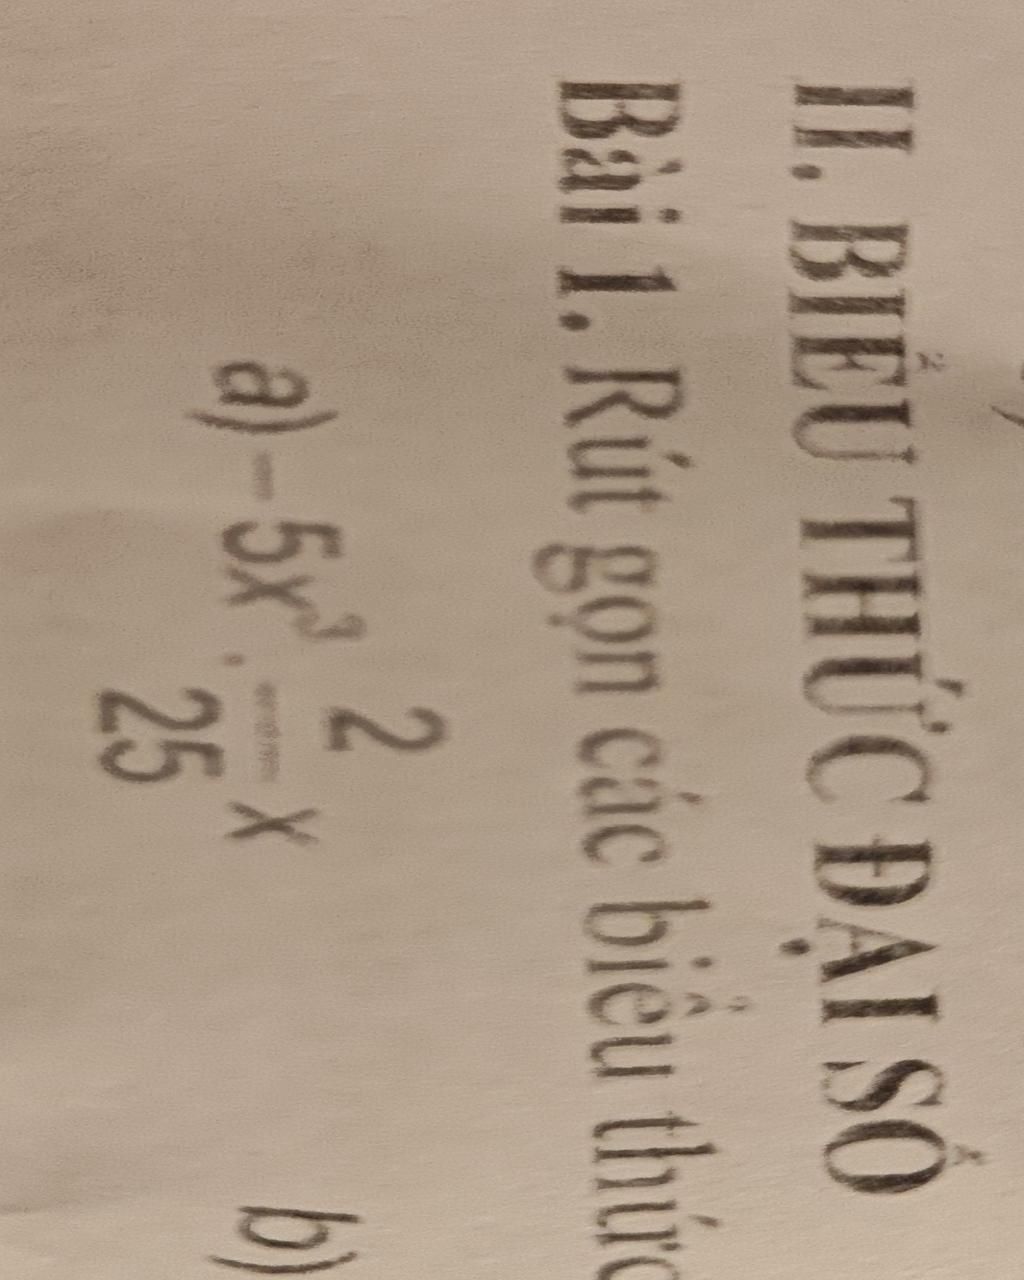 II. BIỂU THỨC ĐẠI SỐ
Bài 1. Rút gọn các biểu thức
a) −5x³ · 2/25 x b)